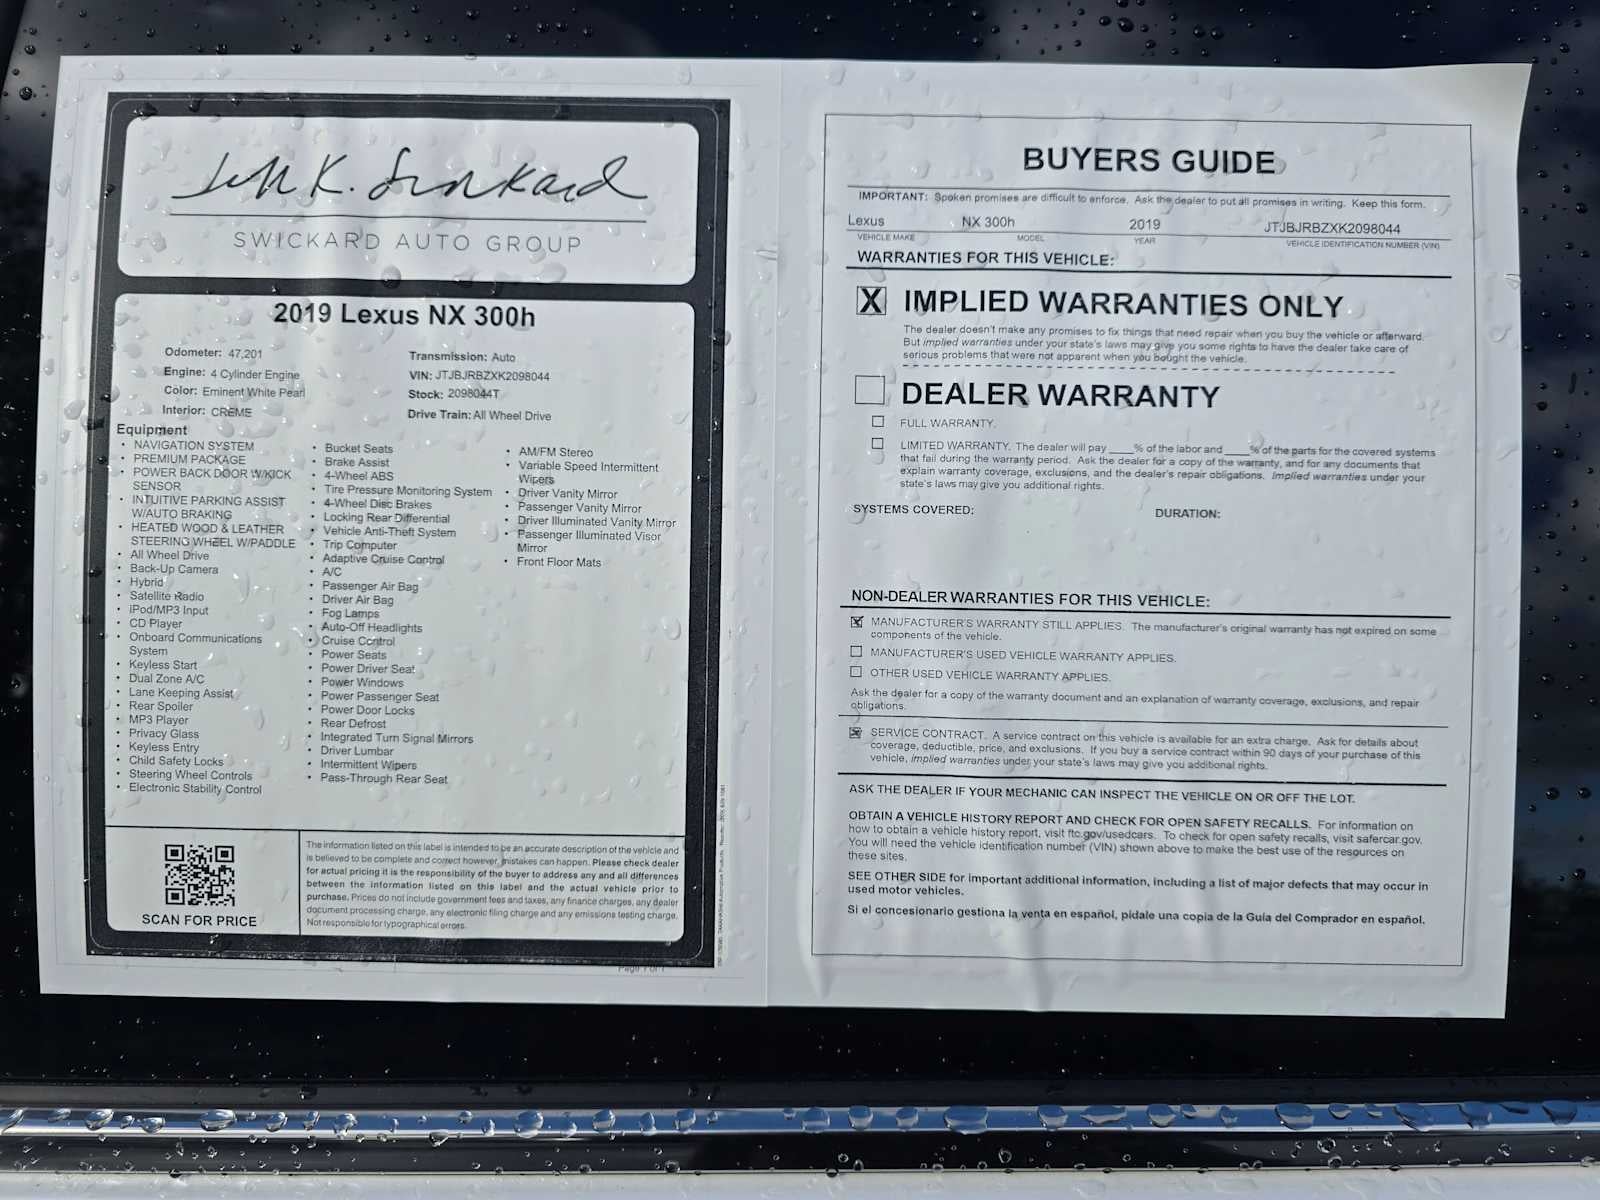 SWICKARD AUTO GROUP
2019 Lexus NX 300h
Odometer: 47,201
Engine: 4 Cylinder Engine
Color: Eminent White Pearl
Interior: CREME
Transmission: Auto
VIN: JTJBJRBZXK2098044
Stock: 2098044T
Drive Train: All Wheel Drive
Equipment
• NAVIGATION SYSTEM
• PREMIUM PACKAGE
• POWER BACK DOOR W/KICK
SENSOR
• INTUITIVE PARKING ASSIST
W/AUTO BRAKING
• HEATED WOOD & LEATHER
STEERING WHEEL W/PADDLE
• All Wheel Drive
• Back-Up Camera
• Hybrid
• Satellite Radio
• iPod/MP3 Input
• CD Player
• Onboard Communications
System
• Keyless Start
• Dual Zone A/C
• Lane Keeping Assist
• Rear Spoiler
• MP3 Player
• Privacy Glass
• Keyless Entry
• Child Safety Locks
• Steering Wheel Controls
• Electronic Stability Control
• Bucket Seats
• Brake Assist
• 4-Wheel ABS
• Tire Pressure Monitoring System
• 4-Wheel Disc Brakes
• Locking Rear Differential
• Vehicle Anti-Theft System
• Trip Computer
• Adaptive Cruise Control
• A/C
• Passenger Air Bag
• Driver Air Bag
• Fog Lamps
• Auto-Off Headlights
• Cruise Control
• Power Seats
• Power Driver Seat
• Power Windows
• Power Passenger Seat
• Power Door Locks
• Rear Defrost
• Integrated Turn Signal Mirrors
• Driver Lumbar
• Intermittent Wipers
• Pass-Through Rear Seat
• AM/FM Stereo
• Variable Speed Intermittent
Wipers
• Driver Vanity Mirror
• Passenger Vanity Mirror
• Driver Illuminated Vanity Mirror
• Passenger Illuminated Visor
Mirror
• Front Floor Mats
SCAN FOR PRICE
The information listed on this label is intended to be an accurate description of the vehicle and
is believed to be complete and correct however, mistakes can happen. Please check dealer
for actual pricing it is the responsibility of the buyer to address any and all differences
between the information listed on this label and the actual vehicle prior to
purchase. Prices do not include government fees and taxes, any finance charges, any dealer
document processing charge, any electronic filing charge and any emissions testing charge.
Not responsible for typographical errors.
Page 1 of 1
BUYERS GUIDE
IMPORTANT: Spoken promises are difficult to enforce. Ask the dealer to put all promises in writing. Keep this form.
Lexus NX 300h 2019 JTJBJRBZXK2098044
VEHICLE MAKE MODEL YEAR VEHICLE IDENTIFICATION NUMBER (VIN)
WARRANTIES FOR THIS VEHICLE:
X IMPLIED WARRANTIES ONLY
The dealer doesn't make any promises to fix things that need repair when you buy the vehicle or afterward.
But implied warranties under your state's laws may give you some rights to have the dealer take care of
serious problems that were not apparent when you bought the vehicle.
DEALER WARRANTY
FULL WARRANTY.
LIMITED WARRANTY. The dealer will pay ____% of the labor and ____% of the parts for the covered systems
that fail during the warranty period. Ask the dealer for a copy of the warranty, and for any documents that
explain warranty coverage, exclusions, and the dealer's repair obligations. Implied warranties under your
state's laws may give you additional rights.
SYSTEMS COVERED: DURATION:
NON-DEALER WARRANTIES FOR THIS VEHICLE:
X MANUFACTURER'S WARRANTY STILL APPLIES. The manufacturer's original warranty has not expired on some
components of the vehicle.
MANUFACTURER'S USED VEHICLE WARRANTY APPLIES.
OTHER USED VEHICLE WARRANTY APPLIES.
Ask the dealer for a copy of the warranty document and an explanation of warranty coverage, exclusions, and repair
obligations.
X SERVICE CONTRACT. A service contract on this vehicle is available for an extra charge. Ask for details about
coverage, deductible, price, and exclusions. If you buy a service contract within 90 days of your purchase of this
vehicle, implied warranties under your state's laws may give you additional rights.
ASK THE DEALER IF YOUR MECHANIC CAN INSPECT THE VEHICLE ON OR OFF THE LOT.
OBTAIN A VEHICLE HISTORY REPORT AND CHECK FOR OPEN SAFETY RECALLS. For information on
how to obtain a vehicle history report, visit ftc.gov/usedcars. To check for open safety recalls, visit safercar.gov.
You will need the vehicle identification number (VIN) shown above to make the best use of the resources on
these sites.
SEE OTHER SIDE for important additional information, including a list of major defects that may occur in
used motor vehicles.
Si el concesionario gestiona la venta en español, pídale una copia de la Guía del Comprador en español.